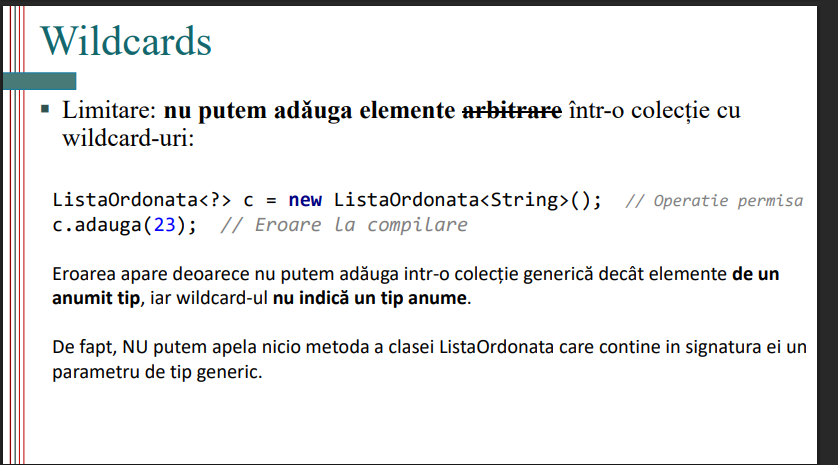 Wildcards
▪ Limitare: nu putem adăuga elemente arbitrare într-o colecție cu
wildcard-uri:
ListaOrdonata<?> c = new ListaOrdonata<String>(); // Operatie permisa
c.adauga(23); // Eroare la compilare
Eroarea apare deoarece nu putem adăuga intr-o colecție generică decât elemente de un
anumit tip, iar wildcard-ul nu indică un tip anume.
De fapt, NU putem apela nicio metoda a clasei ListaOrdonata care contine in signatura ei un
parametru de tip generic.